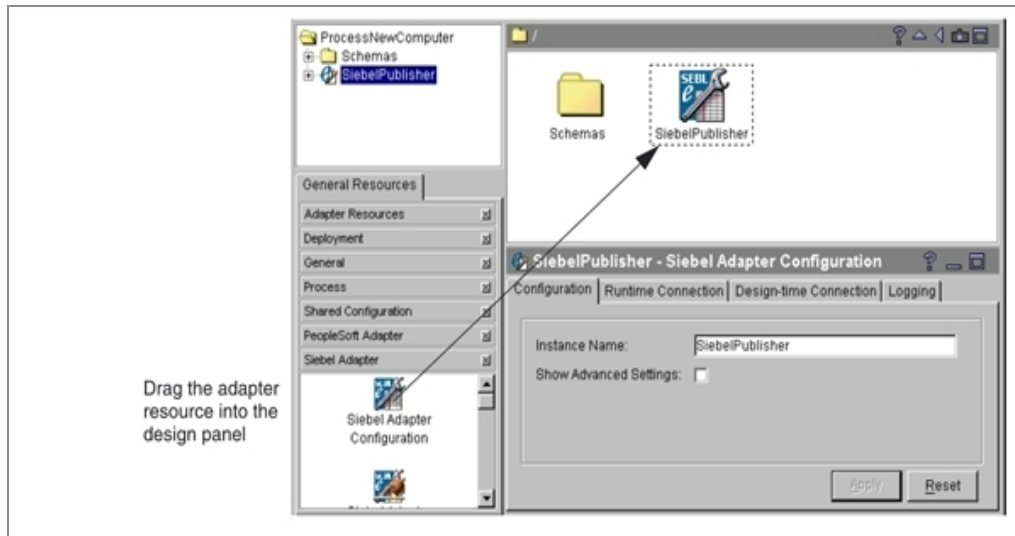 ProcessNewComputer
Schemas
SiebelPublisher
General Resources
Adapter Resources
Deployment
General
Process
Shared Configuration
PeopleSoft Adapter
Siebel Adapter
Siebel Adapter
Configuration
Drag the adapter
resource into the
design panel
/
Schemas
SEBL
e
SiebelPublisher
SiebelPublisher - Siebel Adapter Configuration
Configuration Runtime Connection Design-time Connection Logging
Instance Name: SiebelPublisher
Show Advanced Settings:
Apply Reset